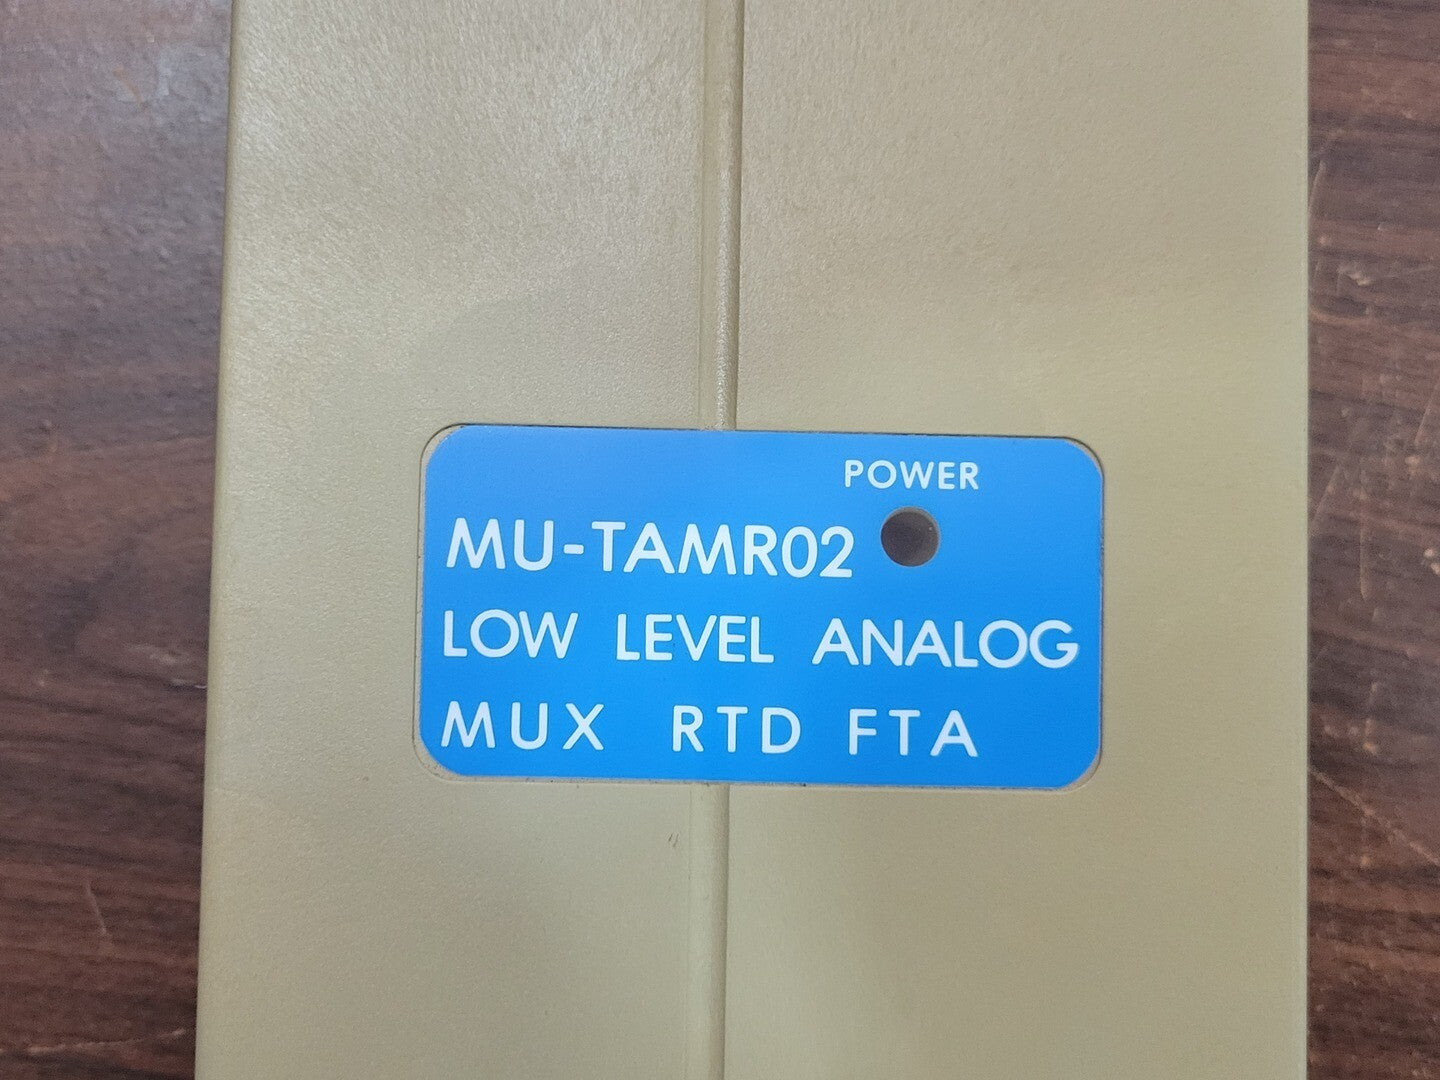 POWER
MU-TAMR02
LOW LEVEL ANALOG
MUX RTD FTA